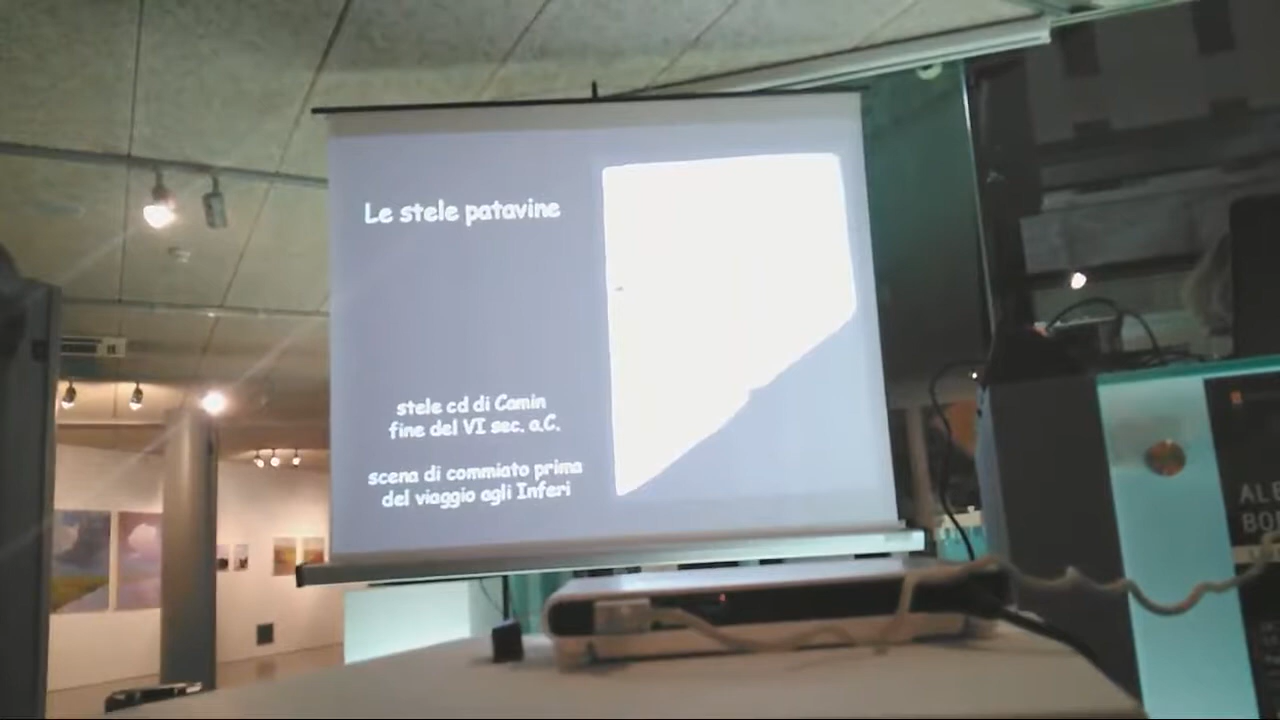 Le stele patavine
stele cd di Camin
fine del VI sec. a.C.
scena di commiato prima
del viaggio agli Inferi